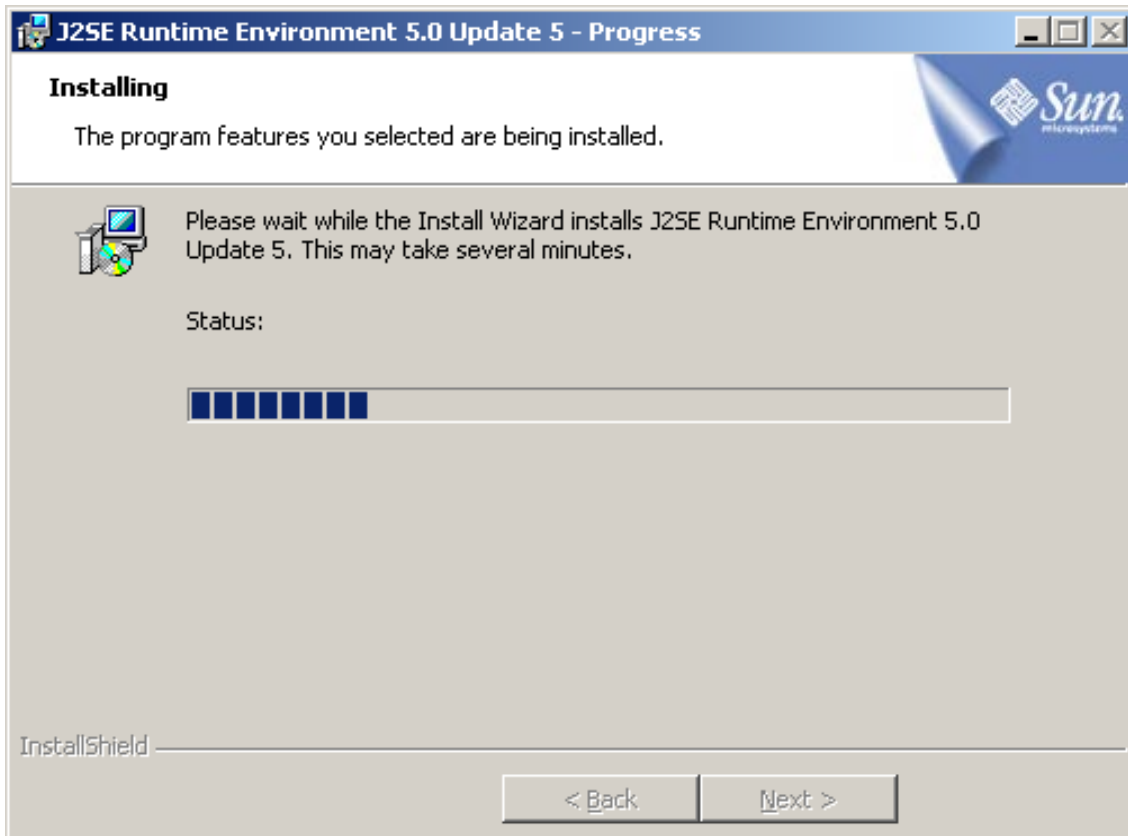 J2SE Runtime Environment 5.0 Update 5 - Progress
Installing
The program features you selected are being installed.
Sun
microsystems
Please wait while the Install Wizard installs J2SE Runtime Environment 5.0
Update 5. This may take several minutes.
Status:
InstallShield
< Back
Next >